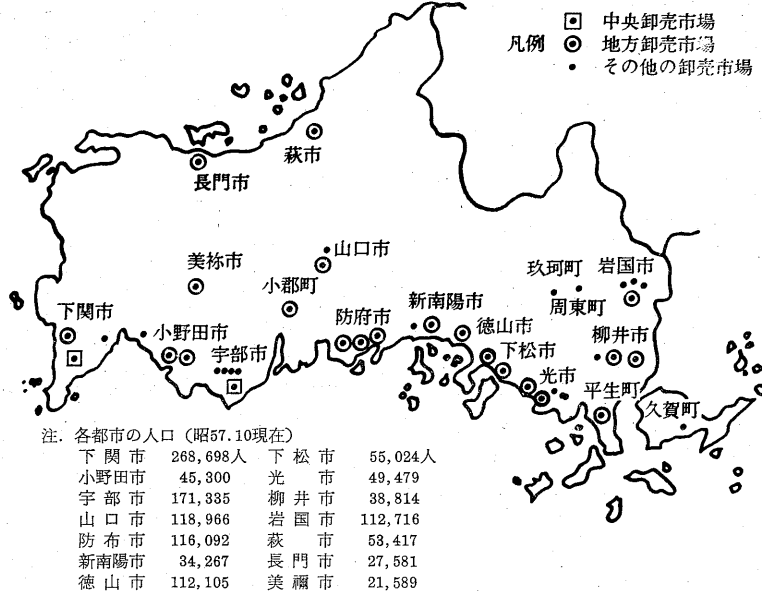 中央卸売市場
凡例 地方卸売市場
その他の卸売市場
萩市
長門市
山口市
美祢市
小郡町
玖珂町
岩国市
周東町
下関市
小野田市
宇部市
防府市
新南陽市
徳山市
下松市
光市
柳井市
平生町
久賀町
注. 各都市の人口(昭57.10現在)
下関市 268,698人 下松市 55,024人
小野田市 45,300 光市 49,479
宇部市 171,335 柳井市 38,814
山口市 118,966 岩国市 112,716
防布市 116,092 萩市 53,417
新南陽市 34,267 長門市 27,581
徳山市 112,105 美禰市 21,589